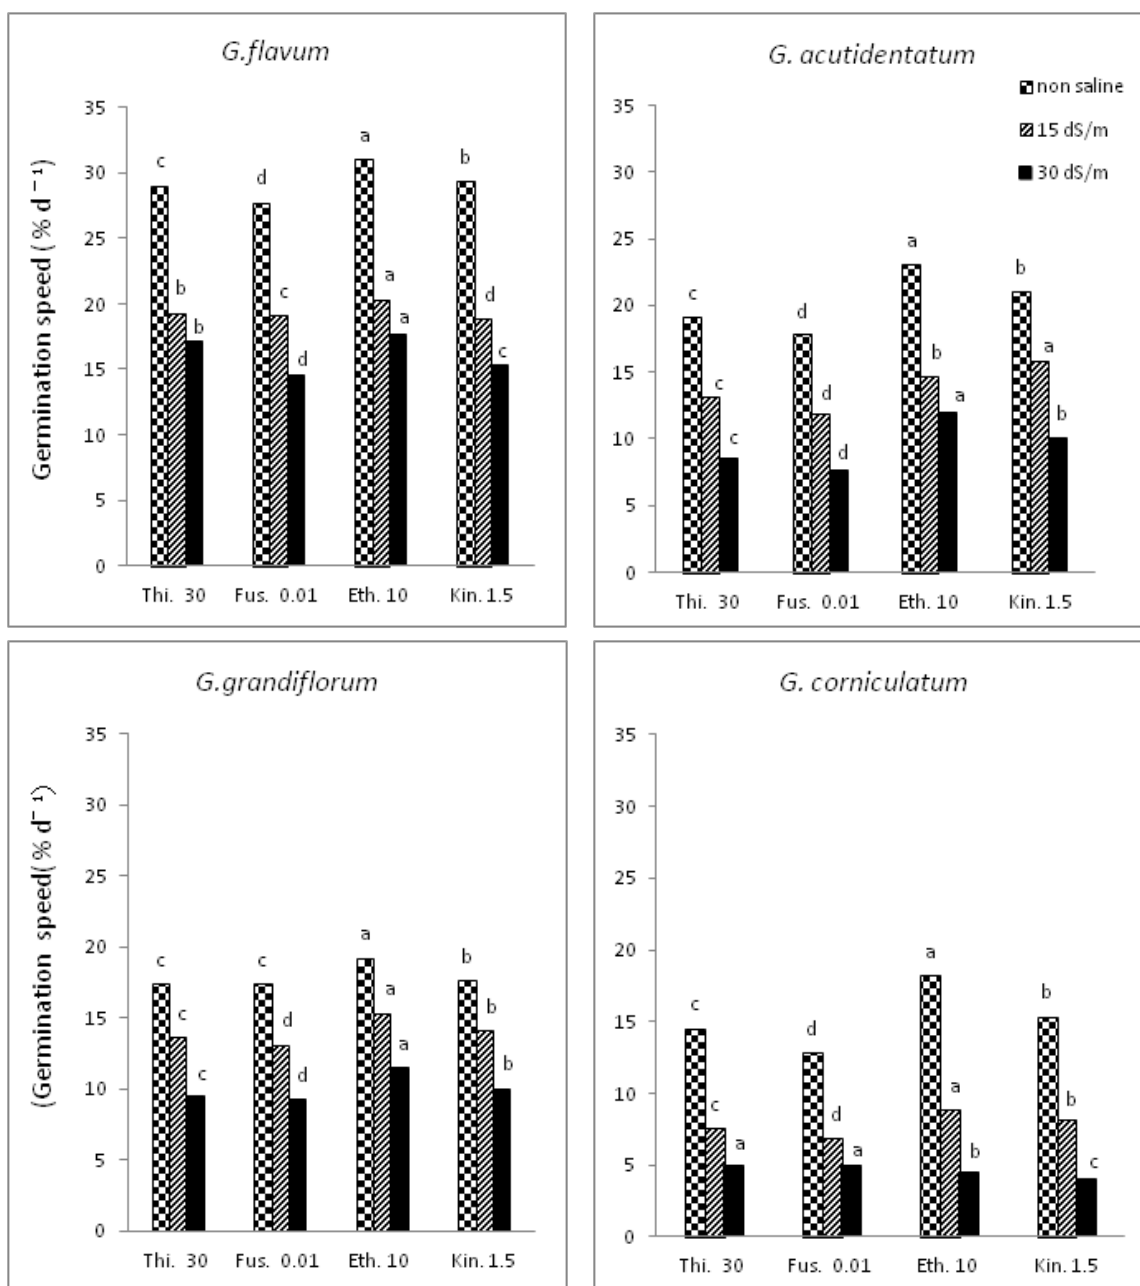 G.flavum
Germination speed ( % d ⁻¹)
35
30
25
20
15
10
5
0
c
b
b
d
c
d
a
a
a
b
d
c
Thi. 30 Fus. 0.01 Eth. 10 Kin. 1.5
G. acutidentatum
non saline
15 dS/m
30 dS/m
35
30
25
20
15
10
5
0
c
c
c
d
d
d
a
b
a
b
a
b
Thi. 30 Fus. 0.01 Eth. 10 Kin. 1.5
G.grandiflorum
(Germination speed( % d⁻ ¹)
35
30
25
20
15
10
5
0
c
c
c
c
d
d
a
a
a
b
b
b
Thi. 30 Fus. 0.01 Eth. 10 Kin. 1.5
G. corniculatum
35
30
25
20
15
10
5
0
c
c
a
d
d
a
a
a
b
b
b
c
Thi. 30 Fus. 0.01 Eth. 10 Kin. 1.5